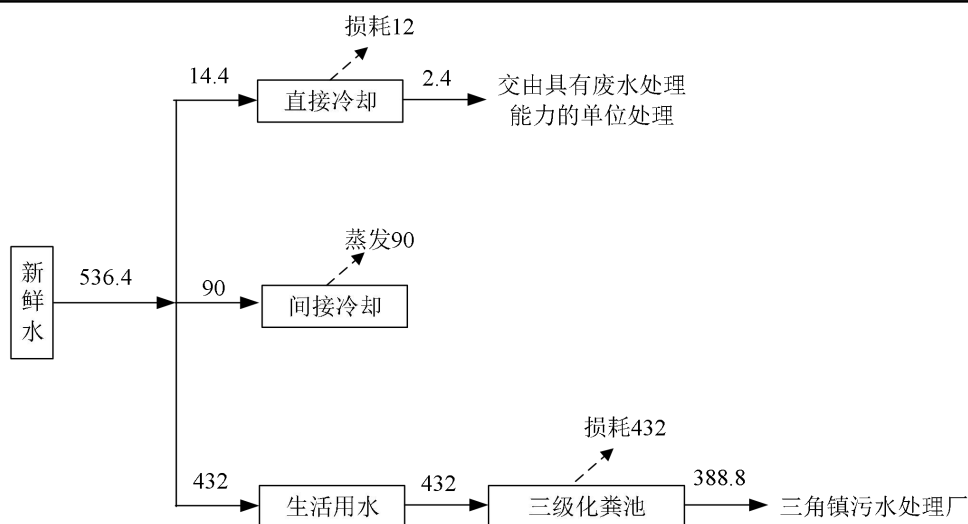 损耗12
14.4
直接冷却
2.4
交由具有废水处理
能力的单位处理
蒸发90
新
鲜
水
536.4
90
间接冷却
损耗432
432
生活用水
432
三级化粪池
388.8
三角镇污水处理厂